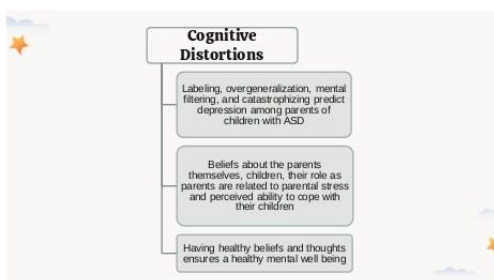 Cognitive
Distortions
Labeling, overgeneralization, mental
filtering, and catastrophizing predict
depression among parents of
children with ASD
Beliefs about the parents
themselves, children, their role as
parents are related to parental stress
and perceived ability to cope with
their children
Having healthy beliefs and thoughts
ensures a healthy mental well being